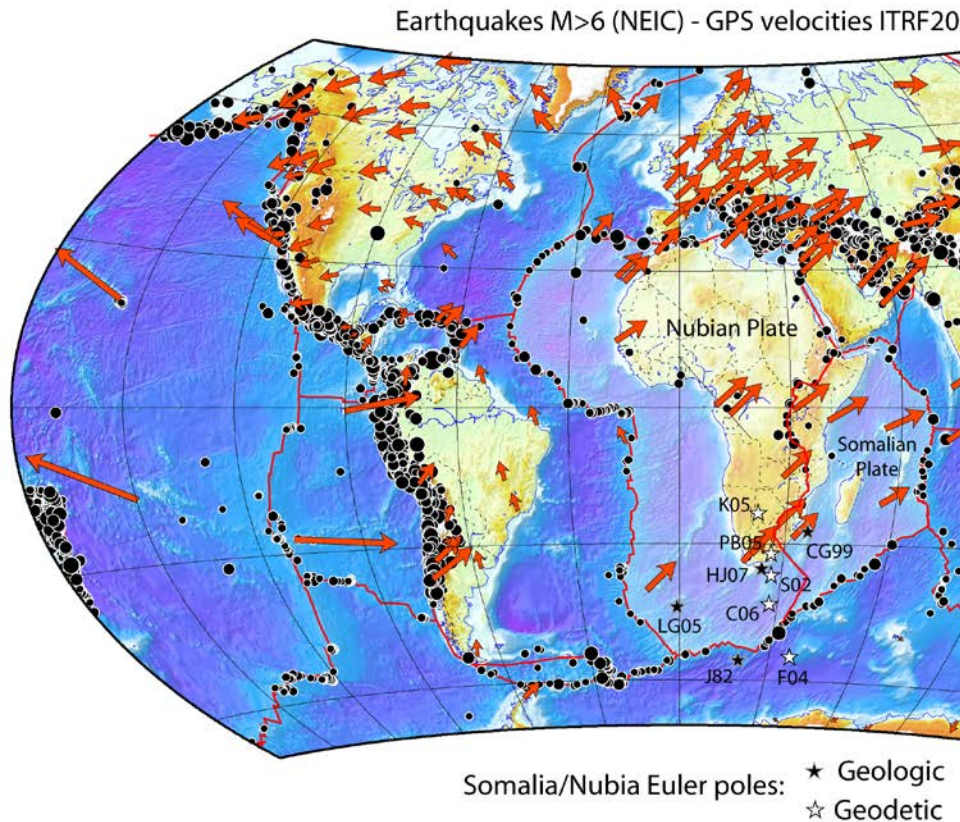 Earthquakes M>6 (NEIC) - GPS velocities ITRF20
Nubian Plate
Somalian
Plate
K05
PB05
CG99
HJ07
S02
C06
LG05
J82
F04
Somalia/Nubia Euler poles:
★ Geologic
☆ Geodetic